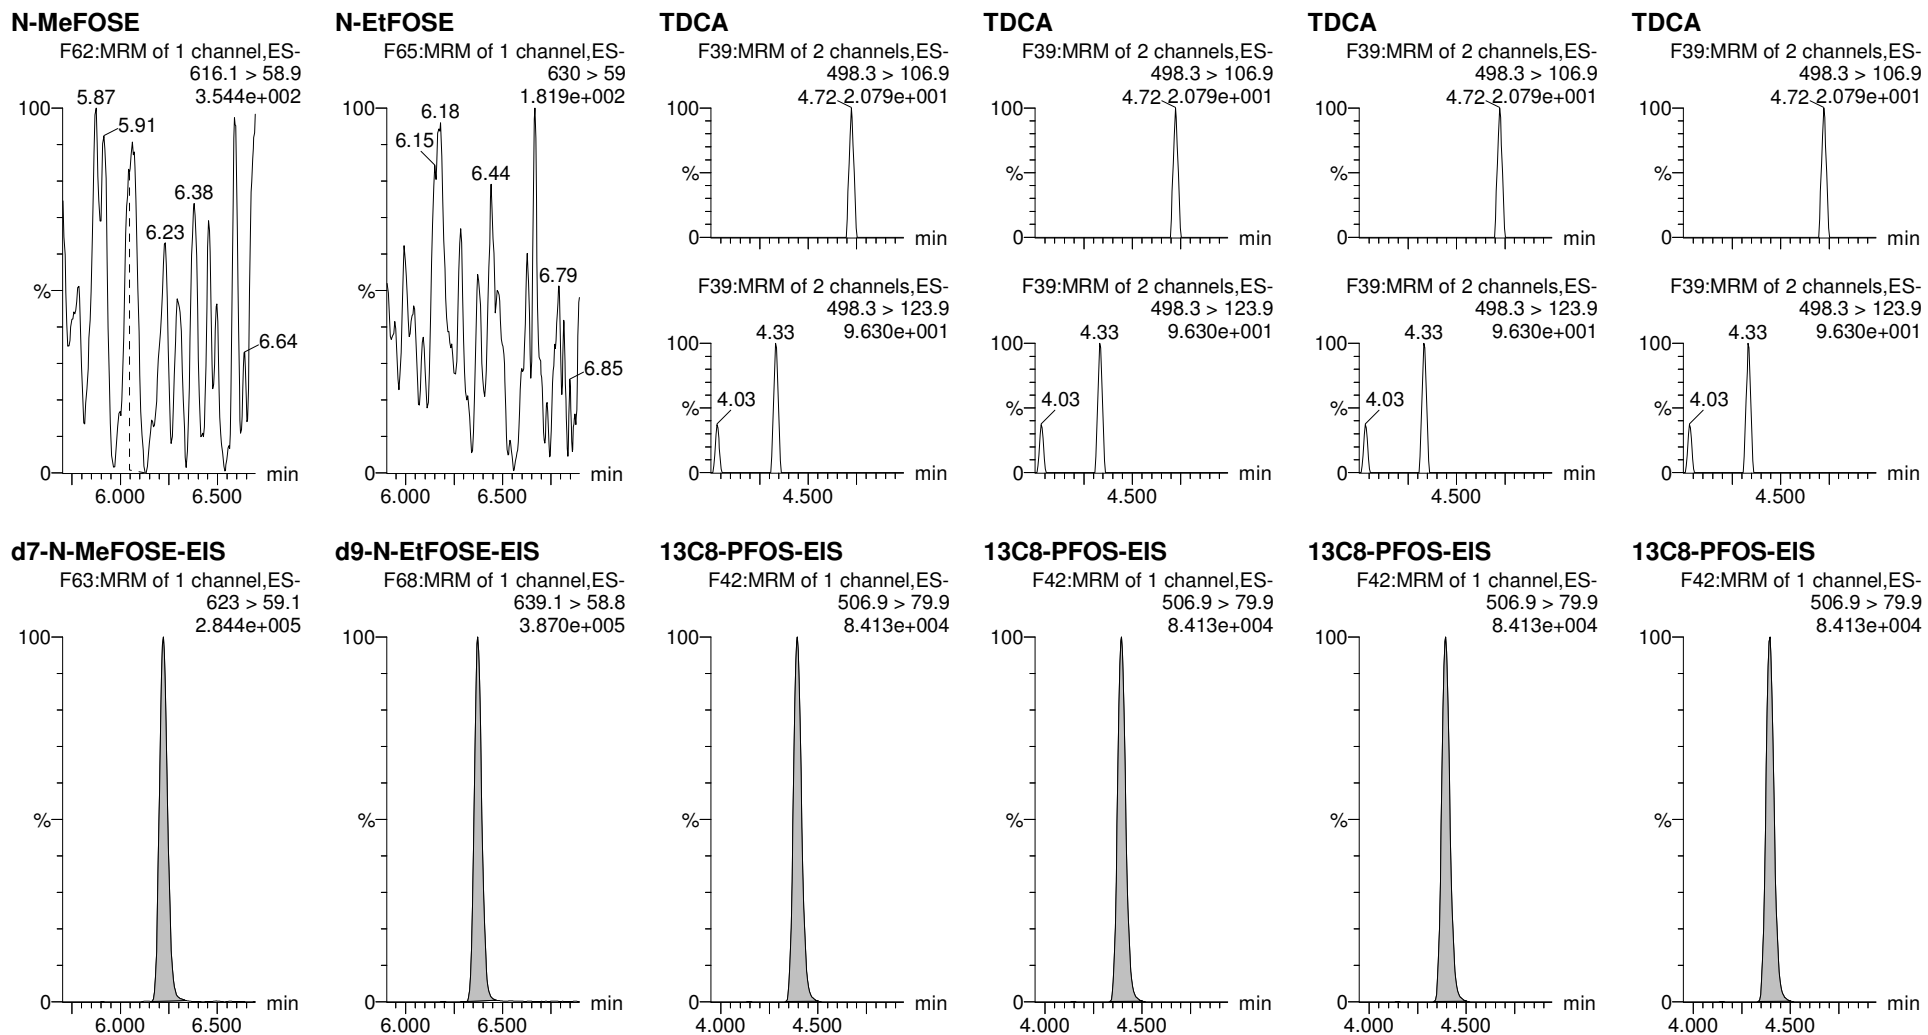 N-MeFOSE
F62:MRM of 1 channel,ES-
616.1 > 58.9
3.544e+002
100
5.87
5.91
6.38
6.23
6.64
%
0
min
6.000
6.500
N-EtFOSE
F65:MRM of 1 channel,ES-
630 > 59
1.819e+002
100
6.18
6.15
6.44
6.79
6.85
%
0
min
6.000
6.500
TDCA
F39:MRM of 2 channels,ES-
498.3 > 106.9
4.72 2.079e+001
100
%
0
min
F39:MRM of 2 channels,ES-
498.3 > 123.9
4.33
9.630e+001
100
4.03
%
0
min
4.500
TDCA
F39:MRM of 2 channels,ES-
498.3 > 106.9
4.72 2.079e+001
100
%
0
min
F39:MRM of 2 channels,ES-
498.3 > 123.9
4.33
9.630e+001
100
4.03
%
0
min
4.500
TDCA
F39:MRM of 2 channels,ES-
498.3 > 106.9
4.72 2.079e+001
100
%
0
min
F39:MRM of 2 channels,ES-
498.3 > 123.9
4.33
9.630e+001
100
4.03
%
0
min
4.500
TDCA
F39:MRM of 2 channels,ES-
498.3 > 106.9
4.72 2.079e+001
100
%
0
min
F39:MRM of 2 channels,ES-
498.3 > 123.9
4.33
9.630e+001
100
4.03
%
0
min
4.500
d7-N-MeFOSE-EIS
F63:MRM of 1 channel,ES-
623 > 59.1
2.844e+005
100
%
0
min
6.000
6.500
d9-N-EtFOSE-EIS
F68:MRM of 1 channel,ES-
639.1 > 58.8
3.870e+005
100
%
0
min
6.000
6.500
13C8-PFOS-EIS
F42:MRM of 1 channel,ES-
506.9 > 79.9
8.413e+004
100
%
0
min
4.000
4.500
13C8-PFOS-EIS
F42:MRM of 1 channel,ES-
506.9 > 79.9
8.413e+004
100
%
0
min
4.000
4.500
13C8-PFOS-EIS
F42:MRM of 1 channel,ES-
506.9 > 79.9
8.413e+004
100
%
0
min
4.000
4.500
13C8-PFOS-EIS
F42:MRM of 1 channel,ES-
506.9 > 79.9
8.413e+004
100
%
0
min
4.000
4.500